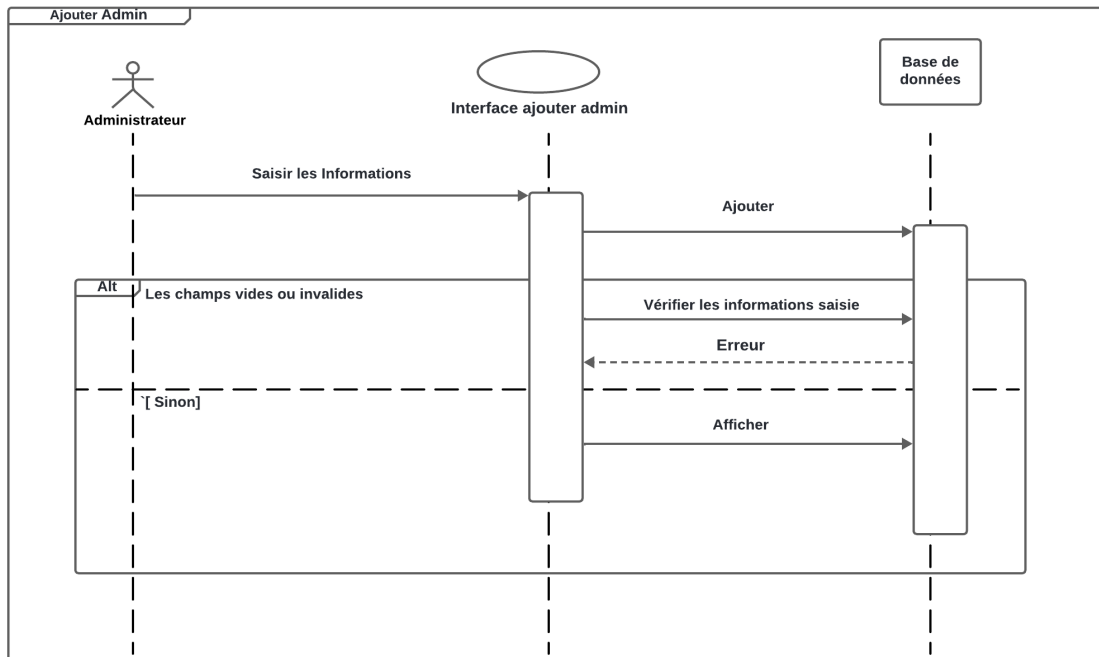 Ajouter Admin
Base de
données
Interface ajouter admin
Administrateur
Saisir les Informations
Ajouter
Alt
Les champs vides ou invalides
Vérifier les informations saisie
Erreur
`[ Sinon]
Afficher